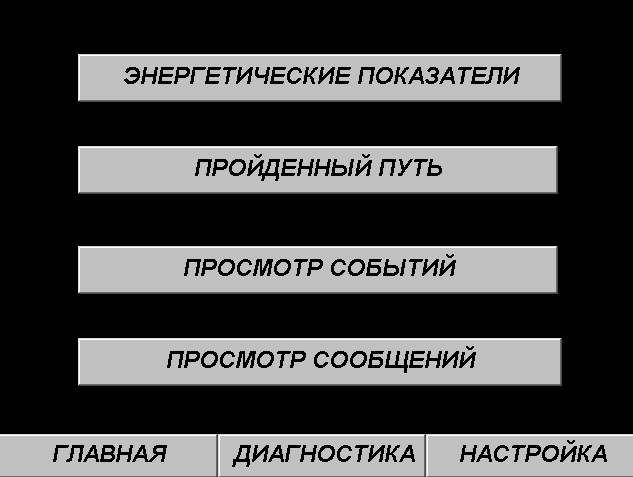 ЭНЕРГЕТИЧЕСКИЕ ПОКАЗАТЕЛИ
ПРОЙДЕННЫЙ ПУТЬ
ПРОСМОТР СОБЫТИЙ
ПРОСМОТР СООБЩЕНИЙ
ГЛАВНАЯ ДИАГНОСТИКА НАСТРОЙКА